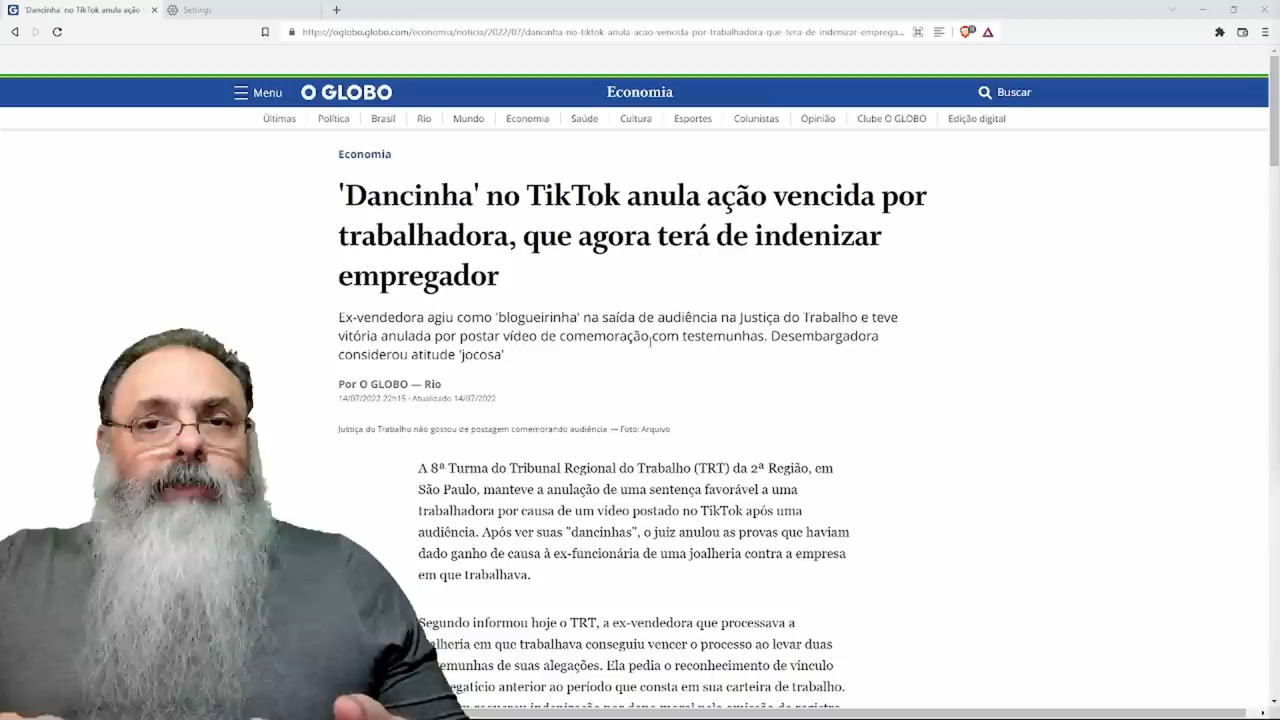 'Dancinha' no TikTok anula ação
Settings
https://oglobo.globo.com/economia/noticia/2022/07/dancinha-no-tiktok-anula-acao-vencida-por-trabalhadora-que-tera-de-indenizar-emprega...
Menu
O GLOBO
Economia
Buscar
Últimas Política Brasil Rio Mundo Economia Saúde Cultura Esportes Colunistas Opinião Clube O GLOBO Edição digital
Economia
'Dancinha' no TikTok anula ação vencida por
trabalhadora, que agora terá de indenizar
empregador
Ex-vendedora agiu como 'blogueirinha' na saída de audiência na Justiça do Trabalho e teve
vitória anulada por postar vídeo de comemoração com testemunhas. Desembargadora
considerou atitude 'jocosa'
Por O GLOBO — Rio
14/07/2022 22h15 · Atualizado 14/07/2022
Justiça do Trabalho não gostou de postagem comemorando audiência — Foto: Arquivo
A 8ª Turma do Tribunal Regional do Trabalho (TRT) da 2ª Região, em
São Paulo, manteve a anulação de uma sentença favorável a uma
trabalhadora por causa de um vídeo postado no TikTok após uma
audiência. Após ver suas "dancinhas", o juiz anulou as provas que haviam
dado ganho de causa à ex-funcionária de uma joalheria contra a empresa
em que trabalhava.
Segundo informou hoje o TRT, a ex-vendedora que processava a
alheria em que trabalhava conseguiu vencer o processo ao levar duas
emunhas de suas alegações. Ela pedia o reconhecimento de vínculo
egatício anterior ao período que consta em sua carteira de trabalho.